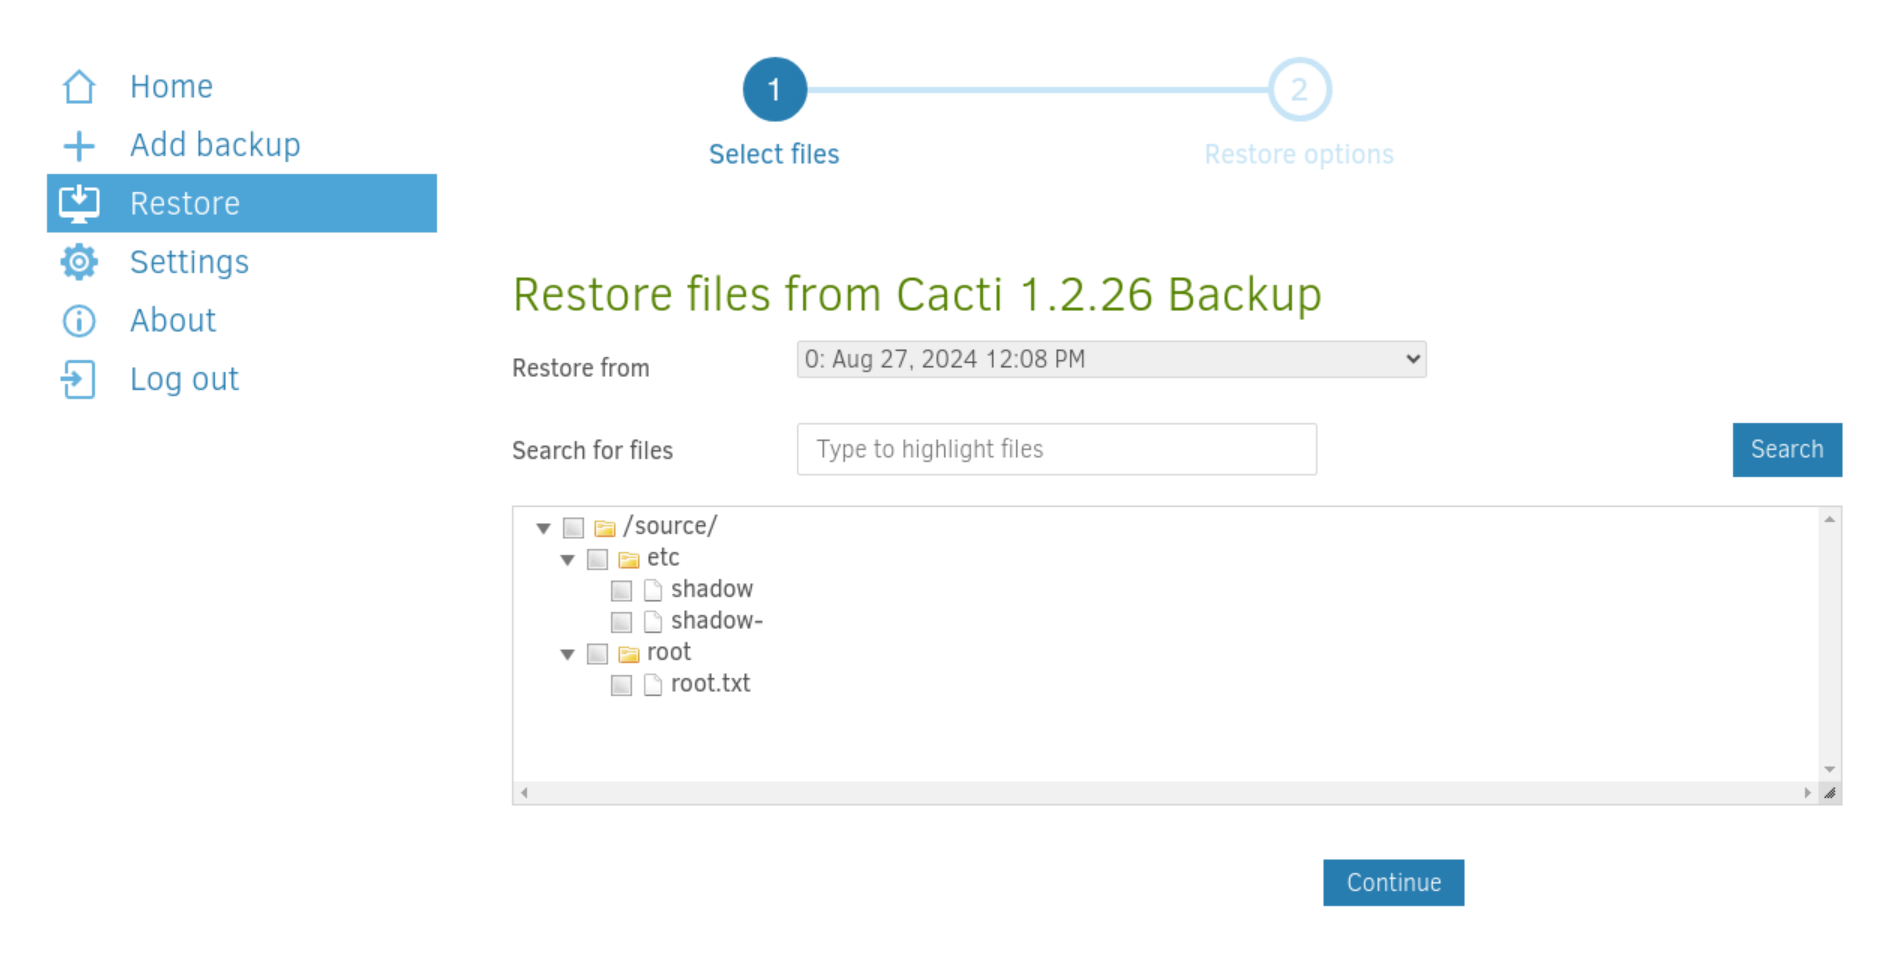 Home
Add backup
Restore
Settings
About
Log out
1
2
Select files
Restore options
Restore files from Cacti 1.2.26 Backup
Restore from
0: Aug 27, 2024 12:08 PM
Search for files
Type to highlight files
Search
/source/
etc
shadow
shadow-
root
root.txt
Continue